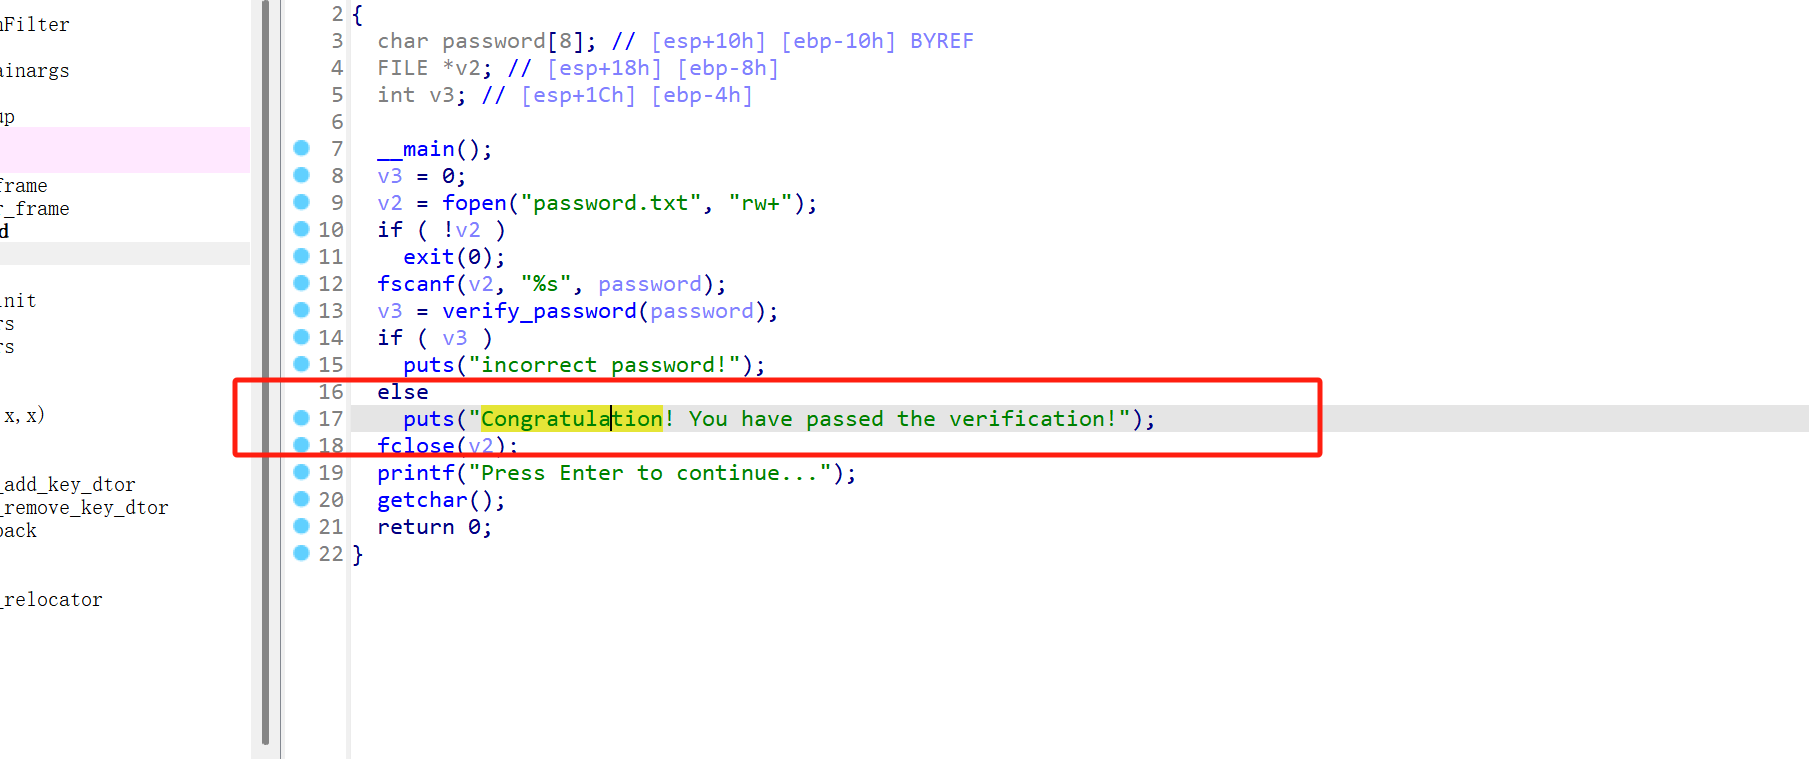 nFilter
ainargs
up
frame
r_frame
d
init
rs
rs
x,x)
_add_key_dtor
_remove_key_dtor
back
_relocator
2 {
3 char password[8]; // [esp+10h] [ebp-10h] BYREF
4 FILE *v2; // [esp+18h] [ebp-8h]
5 int v3; // [esp+1Ch] [ebp-4h]
6
7 __main();
8 v3 = 0;
9 v2 = fopen("password.txt", "rw+");
10 if ( !v2 )
11 exit(0);
12 fscanf(v2, "%s", password);
13 v3 = verify_password(password);
14 if ( v3 )
15 puts("incorrect password!");
16 else
17 puts("Congratulation! You have passed the verification!");
18 fclose(v2);
19 printf("Press Enter to continue...");
20 getchar();
21 return 0;
22 }